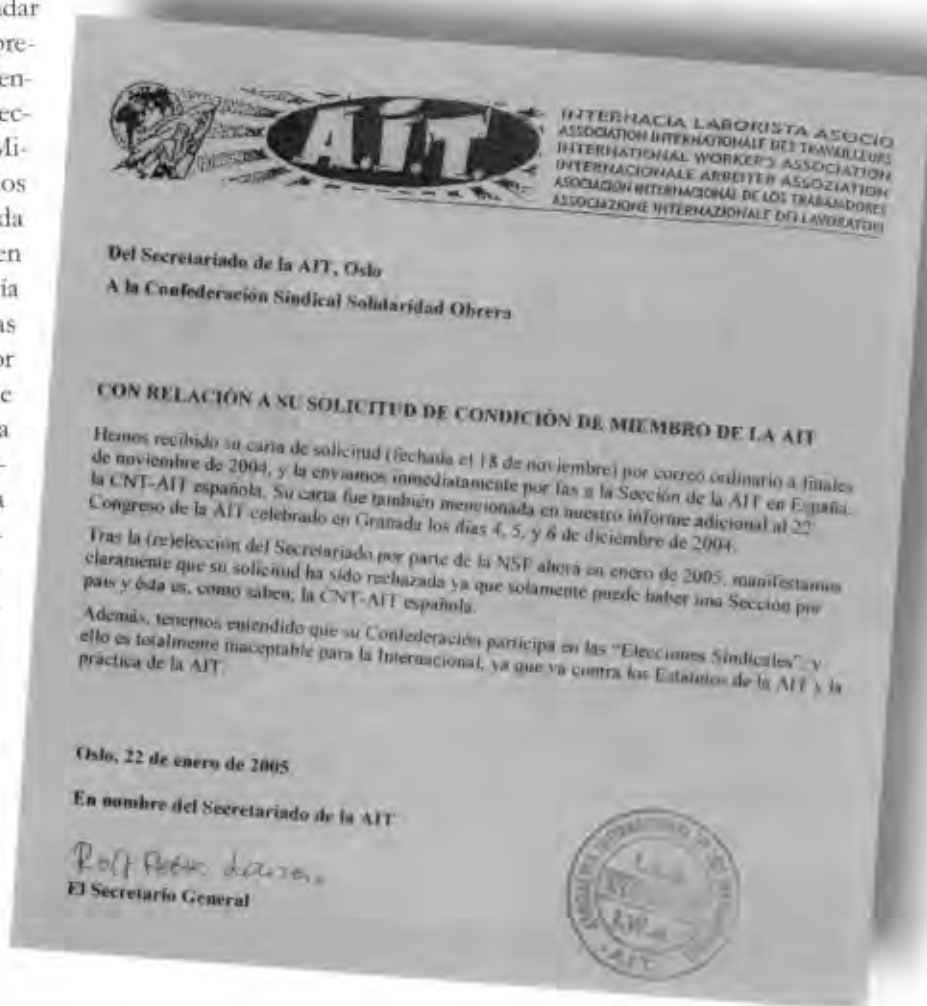 dar
pre-
en-
ec-
Mi-
os
da
en
ia
as
or
e
a
-
a
-
A.I.T.
INTERNACIA LABORISTA ASOCIO
ASSOCIATION INTERNATIONALE DES TRAVAILLEURS
INTERNATIONAL WORKER'S ASSOCIATION
INTERNACIONALE ARBEITER ASSOZIATION
ASOCIACIÓN INTERNACIONAL DE LOS TRABAJADORES
ASSOCIAZIONE INTERNAZIONALE DEI LAVORATORI
Del Secretariado de la AIT, Oslo
A la Confederación Sindical Solidaridad Obrera
CON RELACIÓN A SU SOLICITUD DE CONDICIÓN DE MIEMBRO DE LA AIT
Hemos recibido su carta de solicitud (fechada el 18 de noviembre) por correo ordinario a finales
de noviembre de 2004, y la enviamos inmediatamente por fax a la Sección de la AIT en España,
la CNT-AIT española. Su carta fue también mencionada en nuestro informe adicional al 22
Congreso de la AIT celebrado en Granada los días 4, 5, y 6 de diciembre de 2004.
Tras la (re)elección del Secretariado por parte de la NSF ahora en enero de 2005, manifestamos
claramente que su solicitud ha sido rechazada ya que solamente puede haber una Sección por
país y ésta es, como saben, la CNT-AIT española.
Además, tenemos entendido que su Confederación participa en las "Elecciones Sindicales", y
ello es totalmente inaceptable para la Internacional, ya que va contra los Estatutos de la AIT y la
práctica de la AIT.
Oslo, 22 de enero de 2005
En nombre del Secretariado de la AIT
Rolf
El Secretario General
A.I.T.